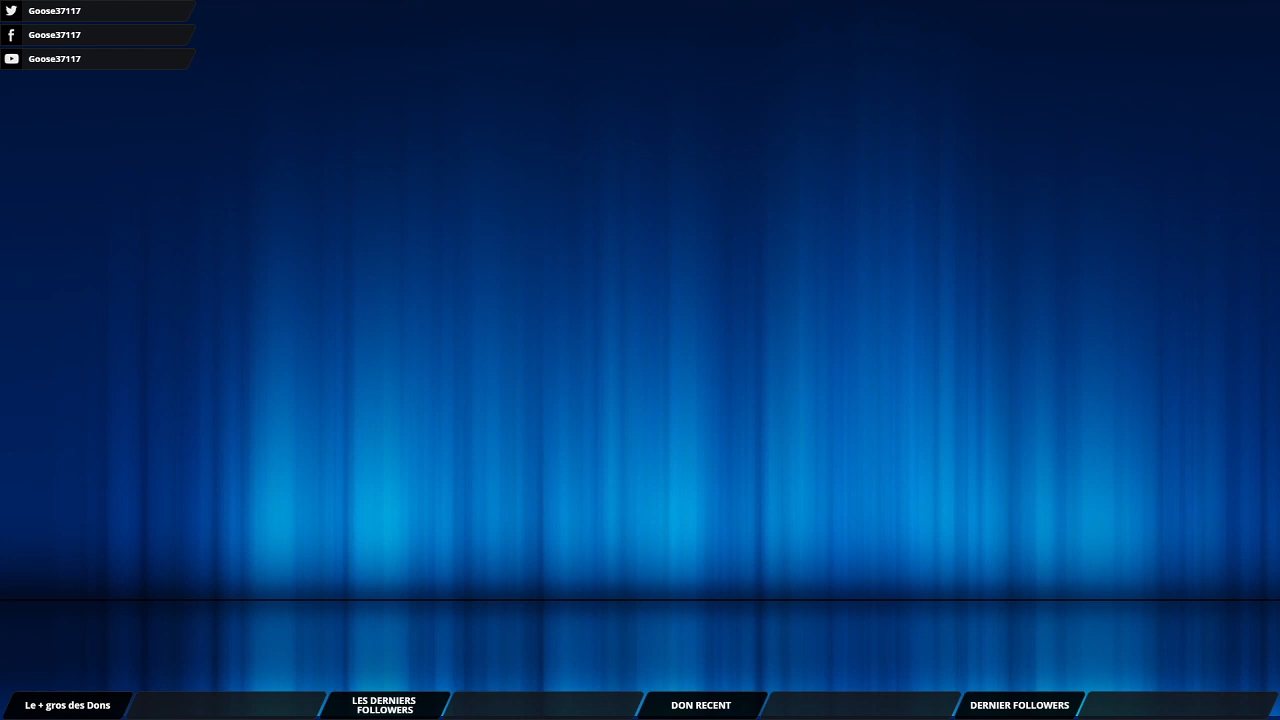 Goose37117
Goose37117
Goose37117
Le + gros des Dons
LES DERNIERS
FOLLOWERS
DON RECENT
DERNIER FOLLOWERS